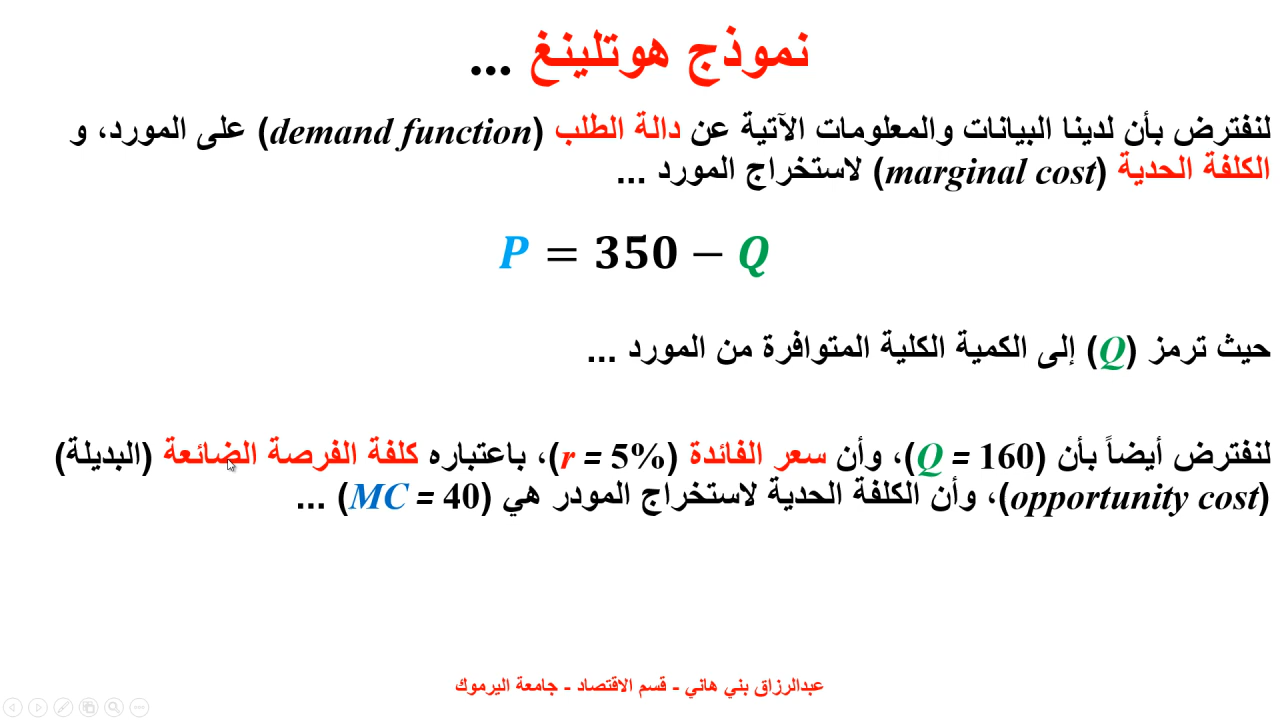 نموذج هوتلينغ ...
لنفترض بأن لدينا البيانات والمعلومات الآتية عن دالة الطلب (demand function) على المورد، و
الكلفة الحدية (marginal cost) لاستخراج المورد ...
P = 350 − Q
حيث ترمز (Q) إلى الكمية الكلية المتوافرة من المورد ...
لنفترض أيضاً بأن (Q = 160)، وأن سعر الفائدة (r = 5%)، باعتباره كلفة الفرصة الضائعة (البديلة)
(opportunity cost)، وأن الكلفة الحدية لاستخراج المودر هي (MC = 40) ...
عبدالرزاق بني هاني - قسم الاقتصاد - جامعة اليرموك